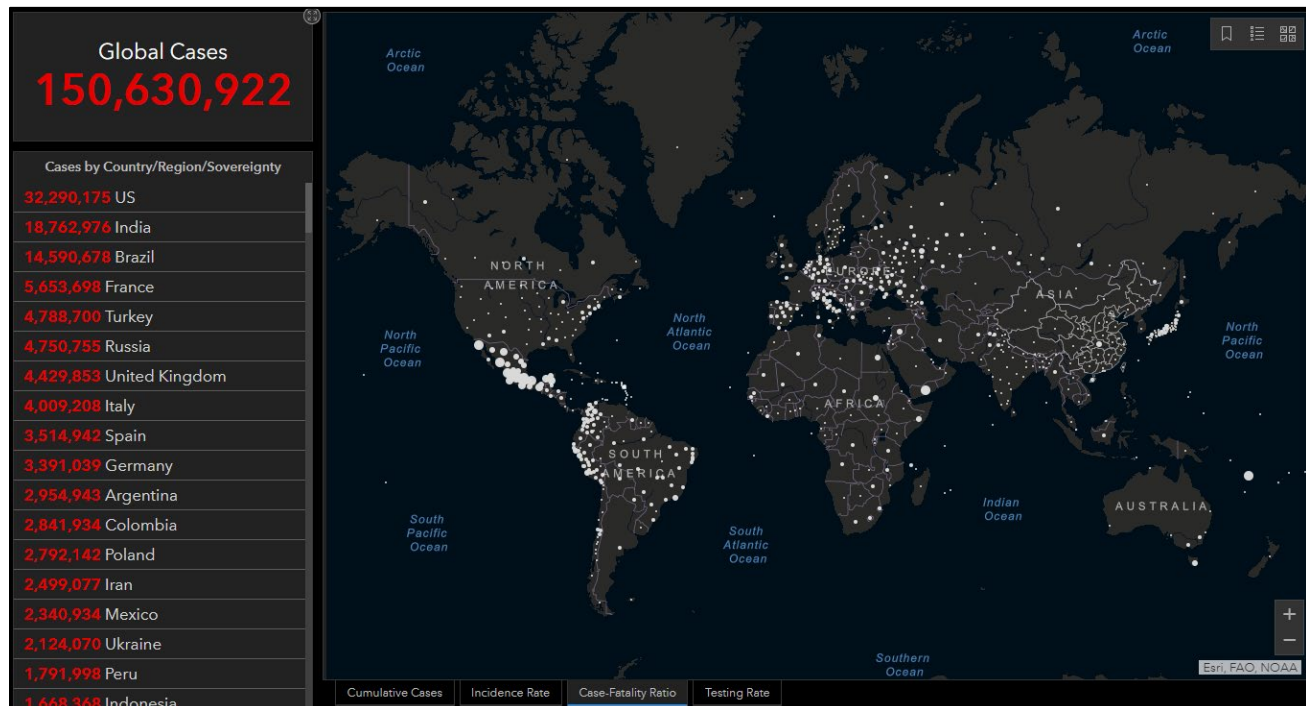 Global Cases
150,630,922
Cases by Country/Region/Sovereignty
32,290,175 US
18,762,976 India
14,590,678 Brazil
5,653,698 France
4,788,700 Turkey
4,750,755 Russia
4,429,853 United Kingdom
4,009,208 Italy
3,514,942 Spain
3,391,039 Germany
2,954,943 Argentina
2,841,934 Colombia
2,792,142 Poland
2,499,077 Iran
2,340,934 Mexico
2,124,070 Ukraine
1,791,998 Peru
1,668,368 Indonesia
Arctic
Ocean
Arctic
Ocean
NORTH
AMERICA
EUROPE
ASIA
North
Pacific
Ocean
North
Atlantic
Ocean
North
Pacific
Ocean
AFRICA
SOUTH
AMERICA
Indian
Ocean
AUSTRALIA
South
Pacific
Ocean
South
Atlantic
Ocean
Southern
Ocean
+
−
Esri, FAO, NOAA
Cumulative Cases
Incidence Rate
Case-Fatality Ratio
Testing Rate